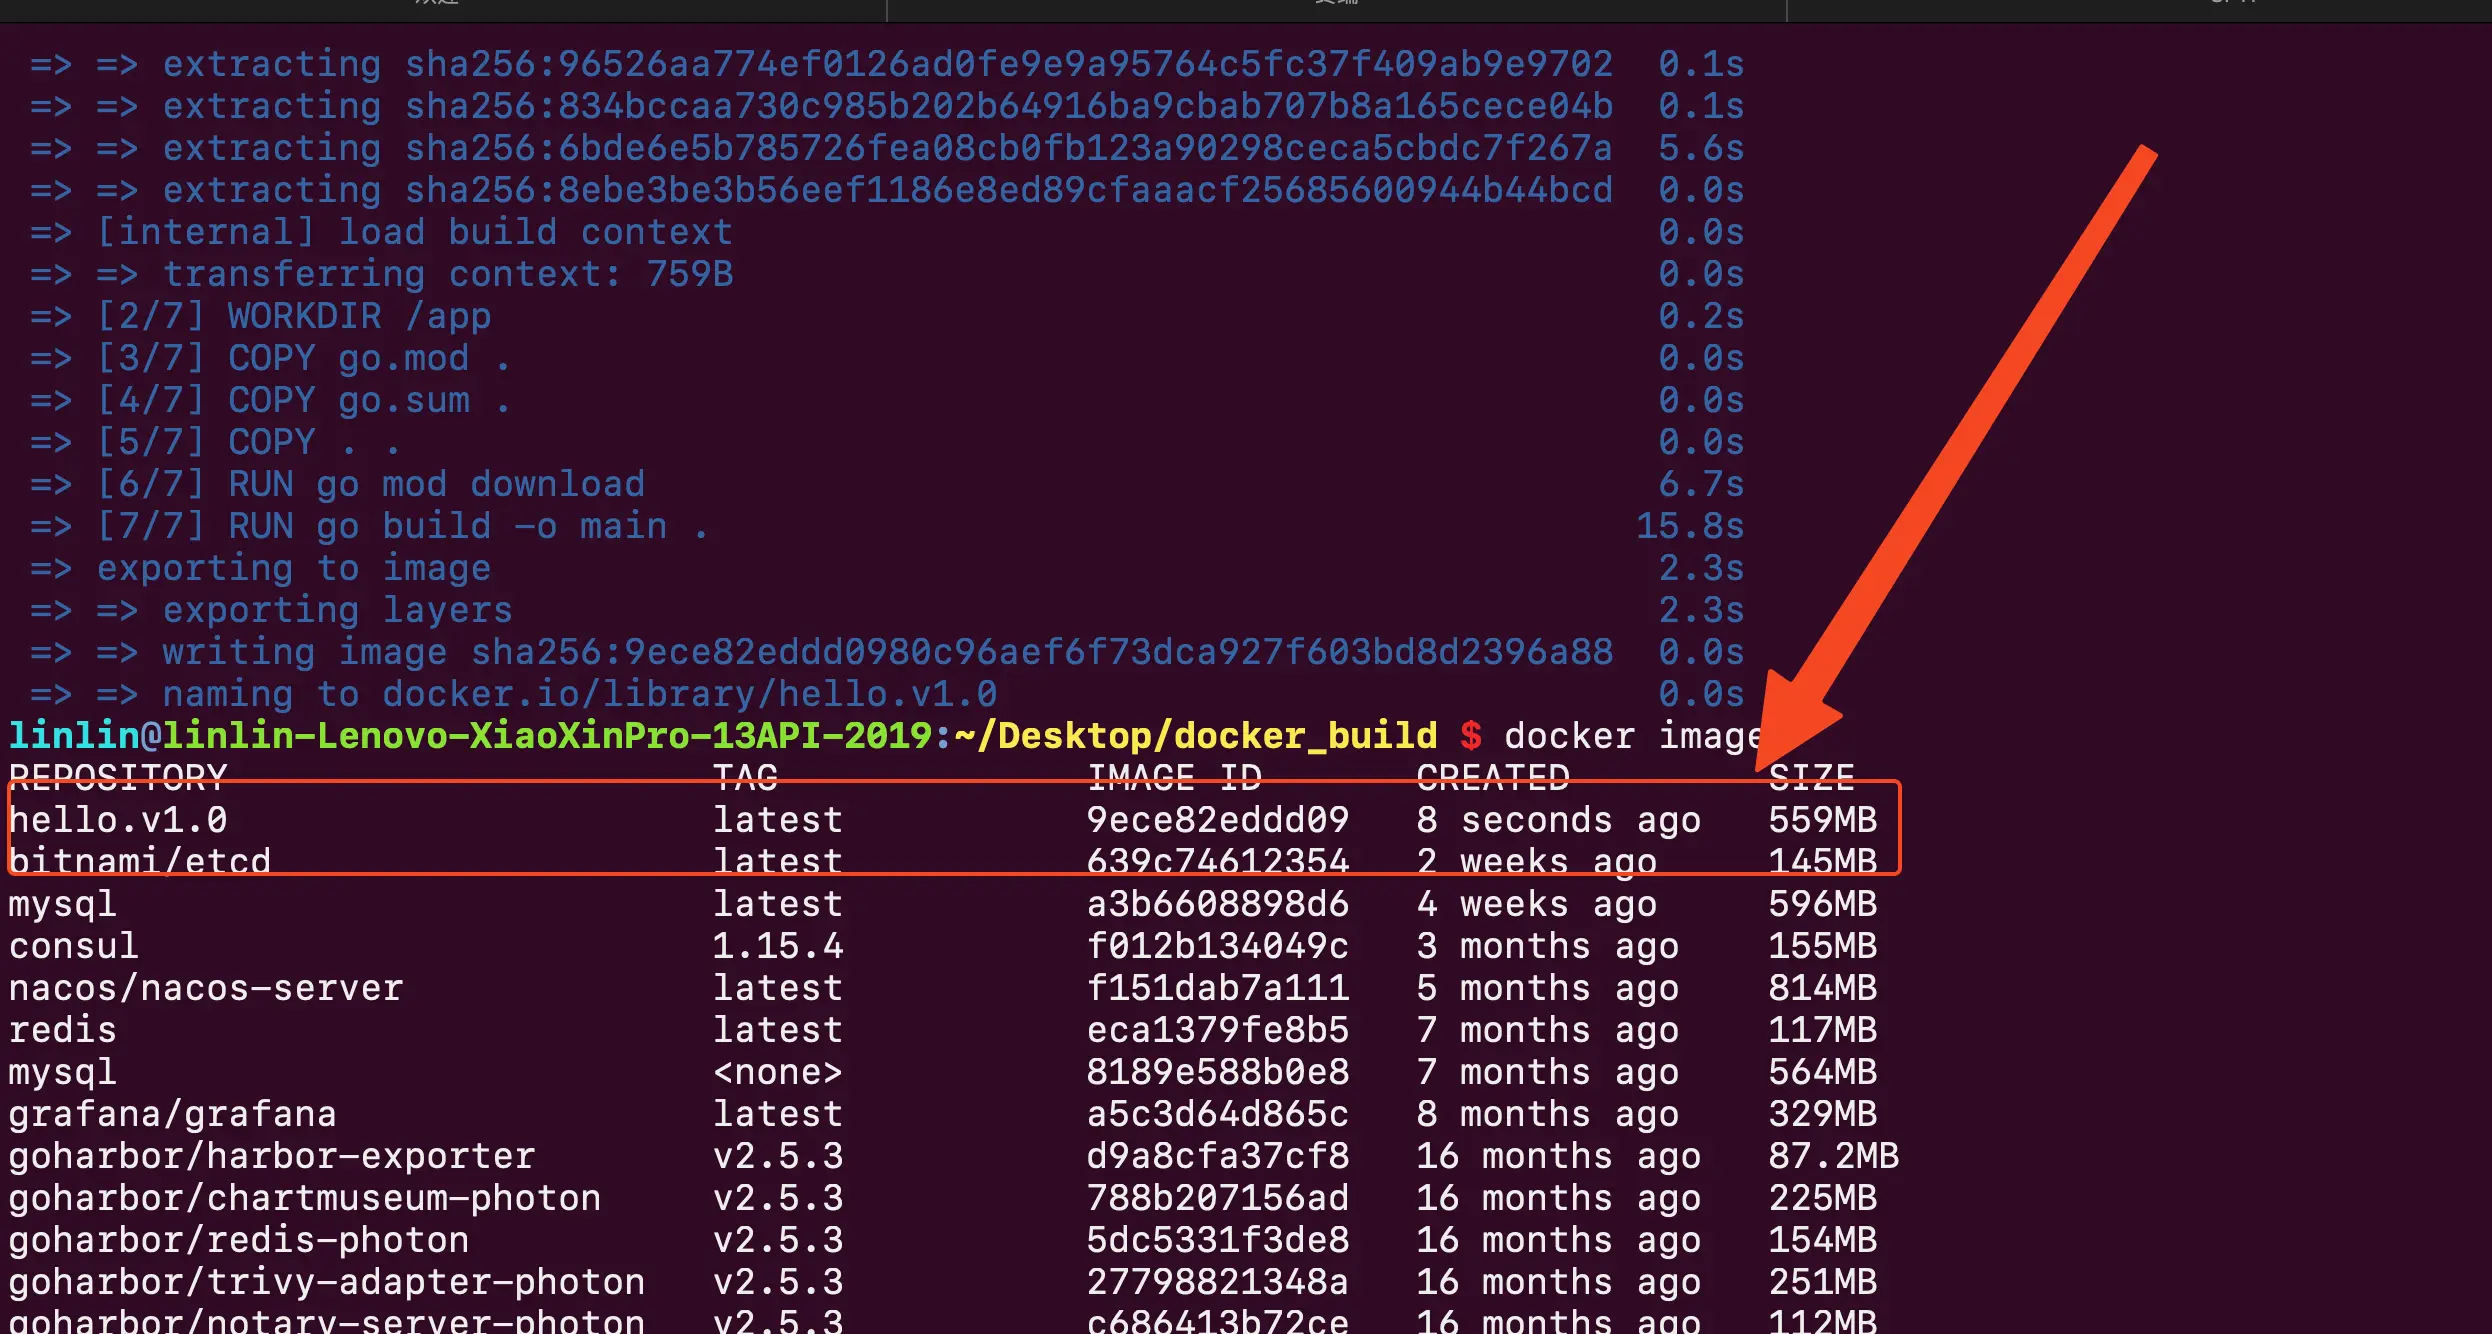 => => extracting sha256:96526aa774ef0126ad0fe9e9a95764c5fc37f409ab9e9702 0.1s
=> => extracting sha256:834bccaa730c985b202b64916ba9cbab707b8a165cece04b 0.1s
=> => extracting sha256:6bde6e5b785726fea08cb0fb123a90298ceca5cbdc7f267a 5.6s
=> => extracting sha256:8ebe3be3b56eef1186e8ed89cfaaacf25685600944b44bcd 0.0s
=> [internal] load build context 0.0s
=> => transferring context: 759B 0.0s
=> [2/7] WORKDIR /app 0.2s
=> [3/7] COPY go.mod . 0.0s
=> [4/7] COPY go.sum . 0.0s
=> [5/7] COPY . . 0.0s
=> [6/7] RUN go mod download 6.7s
=> [7/7] RUN go build -o main . 15.8s
=> exporting to image 2.3s
=> => exporting layers 2.3s
=> => writing image sha256:9ece82eddd0980c96aef6f73dca927f603bd8d2396a88 0.0s
=> => naming to docker.io/library/hello.v1.0 0.0s
linlin@linlin-Lenovo-XiaoXinPro-13API-2019:~/Desktop/docker_build $ docker image
REPOSITORY TAG IMAGE ID CREATED SIZE
hello.v1.0 latest 9ece82eddd09 8 seconds ago 559MB
bitnami/etcd latest 639c74612354 2 weeks ago 145MB
mysql latest a3b6608898d6 4 weeks ago 596MB
consul 1.15.4 f012b134049c 3 months ago 155MB
nacos/nacos-server latest f151dab7a111 5 months ago 814MB
redis latest eca1379fe8b5 7 months ago 117MB
mysql <none> 8189e588b0e8 7 months ago 564MB
grafana/grafana latest a5c3d64d865c 8 months ago 329MB
goharbor/harbor-exporter v2.5.3 d9a8cfa37cf8 16 months ago 87.2MB
goharbor/chartmuseum-photon v2.5.3 788b207156ad 16 months ago 225MB
goharbor/redis-photon v2.5.3 5dc5331f3de8 16 months ago 154MB
goharbor/trivy-adapter-photon v2.5.3 27798821348a 16 months ago 251MB
goharbor/notary-server-photon v2.5.3 c686413b72ce 16 months ago 112MB